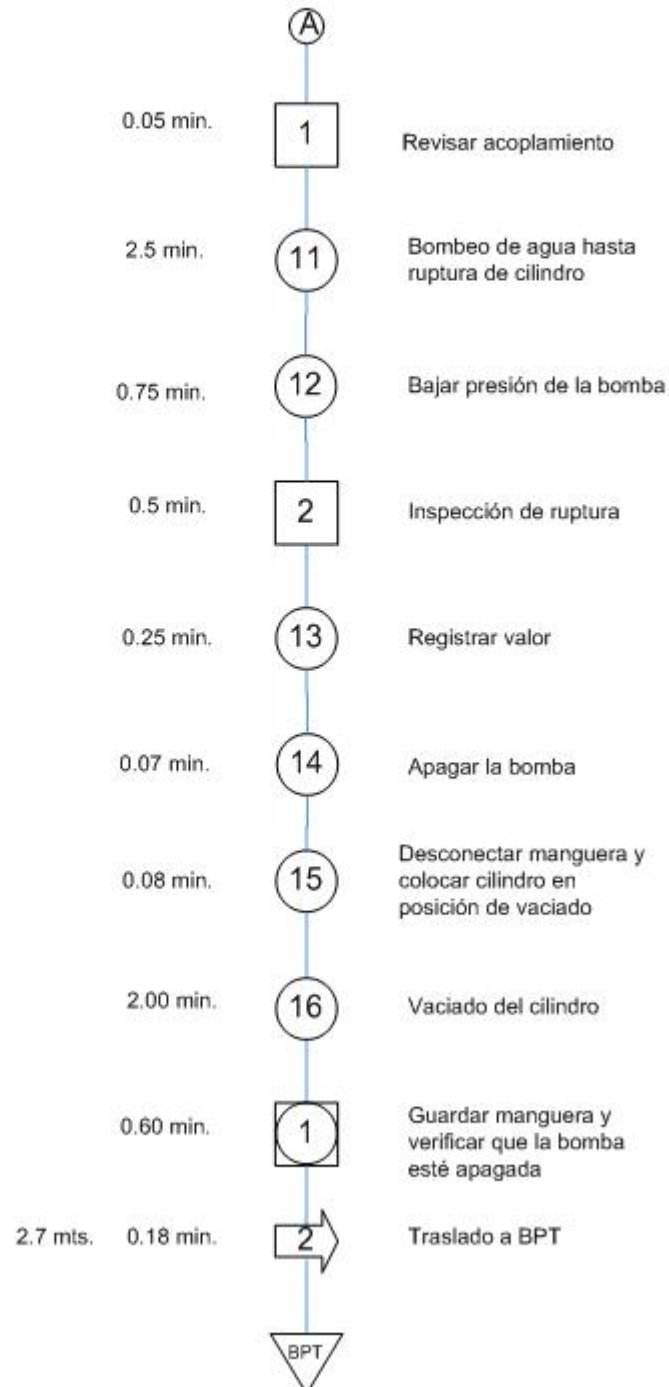 A
0.05 min.
1
Revisar acoplamiento
2.5 min.
11
Bombeo de agua hasta
ruptura de cilindro
0.75 min.
12
Bajar presión de la bomba
0.5 min.
2
Inspección de ruptura
0.25 min.
13
Registrar valor
0.07 min.
14
Apagar la bomba
0.08 min.
15
Desconectar manguera y
colocar cilindro en
posición de vaciado
2.00 min.
16
Vaciado del cilindro
0.60 min.
1
Guardar manguera y
verificar que la bomba
esté apagada
2.7 mts.
0.18 min.
2
Traslado a BPT
BPT